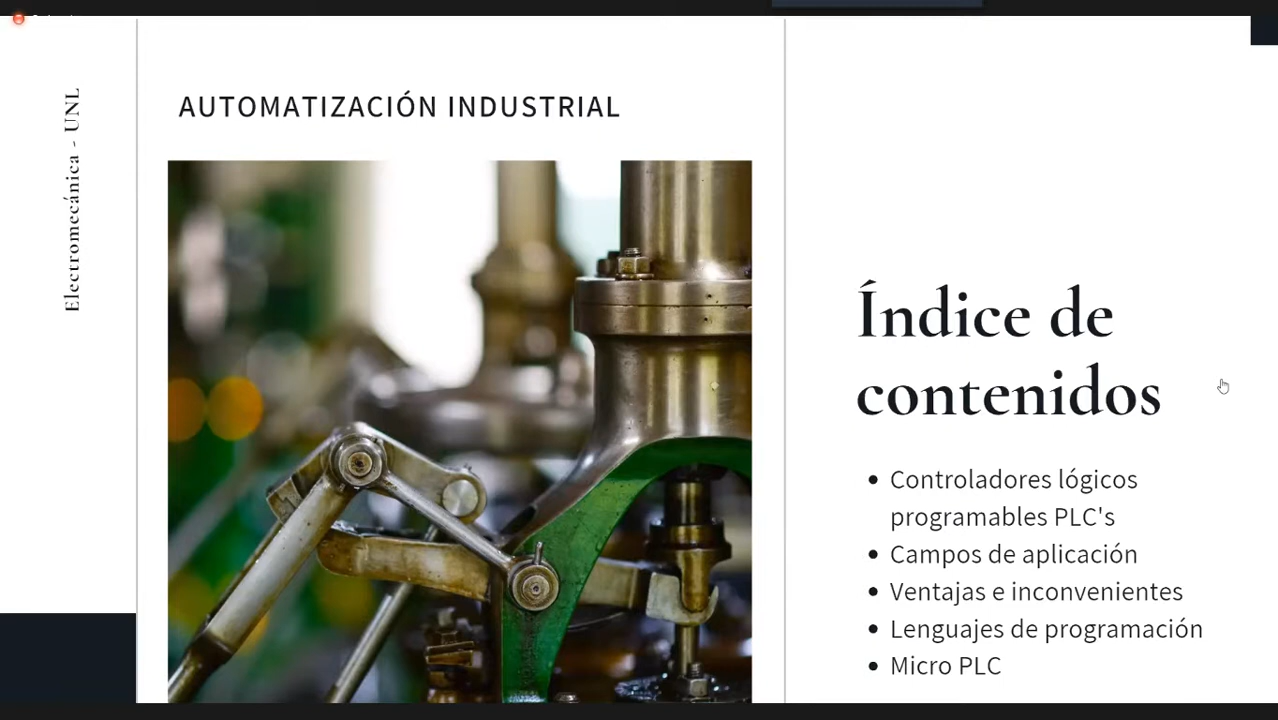 Electromecánica - UNL
AUTOMATIZACIÓN INDUSTRIAL
Índice de
contenidos
• Controladores lógicos
programables PLC's
• Campos de aplicación
• Ventajas e inconvenientes
• Lenguajes de programación
• Micro PLC